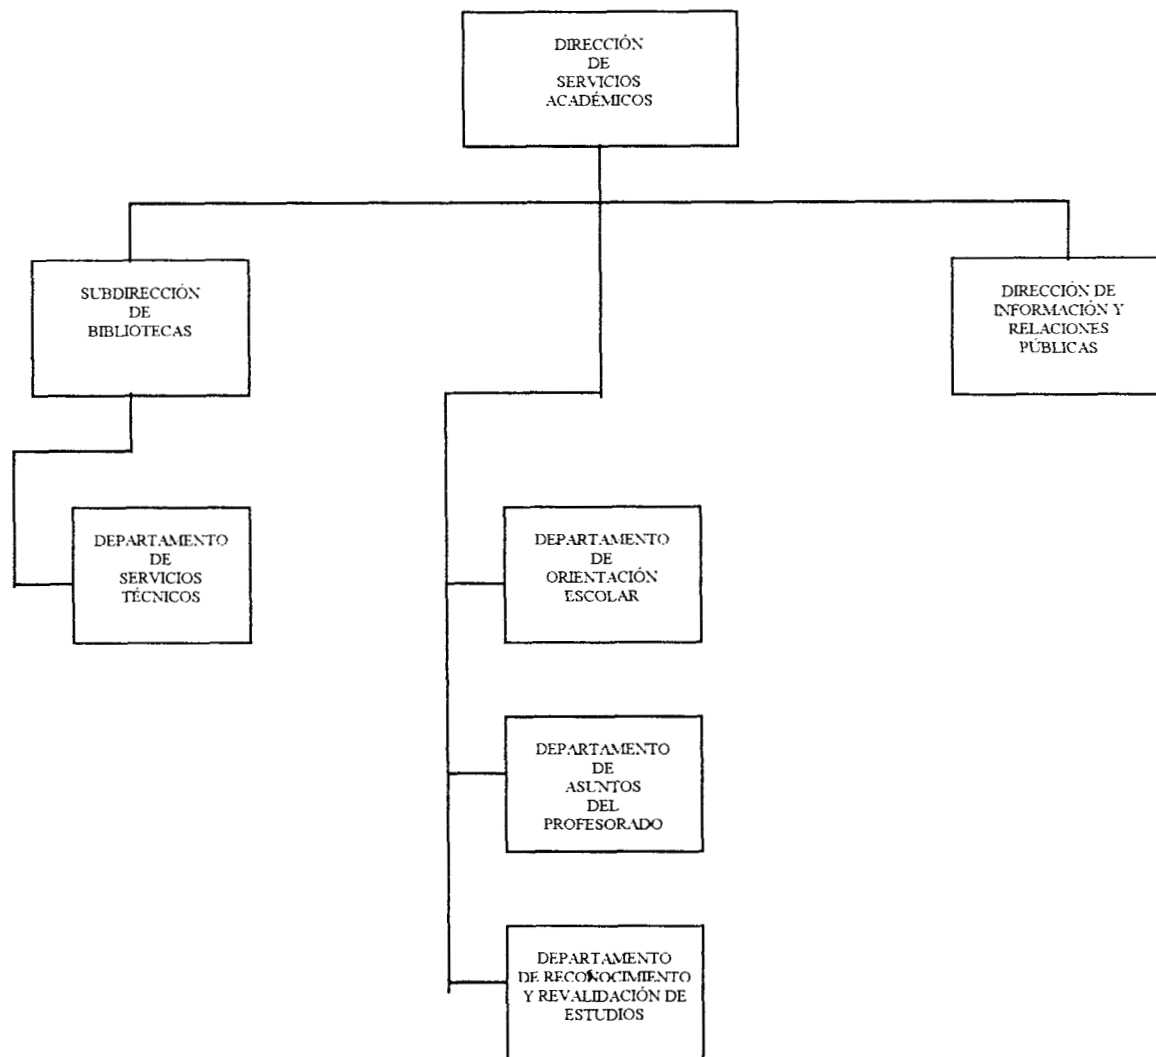 DIRECCIÓN
DE
SERVICIOS
ACADÉMICOS
SUBDIRECCIÓN
DE
BIBLIOTECAS
DIRECCIÓN DE
INFORMACIÓN Y
RELACIONES
PÚBLICAS
DEPARTAMENTO
DE
SERVICIOS
TÉCNICOS
DEPARTAMENTO
DE
ORIENTACIÓN
ESCOLAR
DEPARTAMENTO
DE
ASUNTOS
DEL
PROFESORADO
DEPARTAMENTO
DE RECONOCIMIENTO
Y REVALIDACIÓN DE
ESTUDIOS